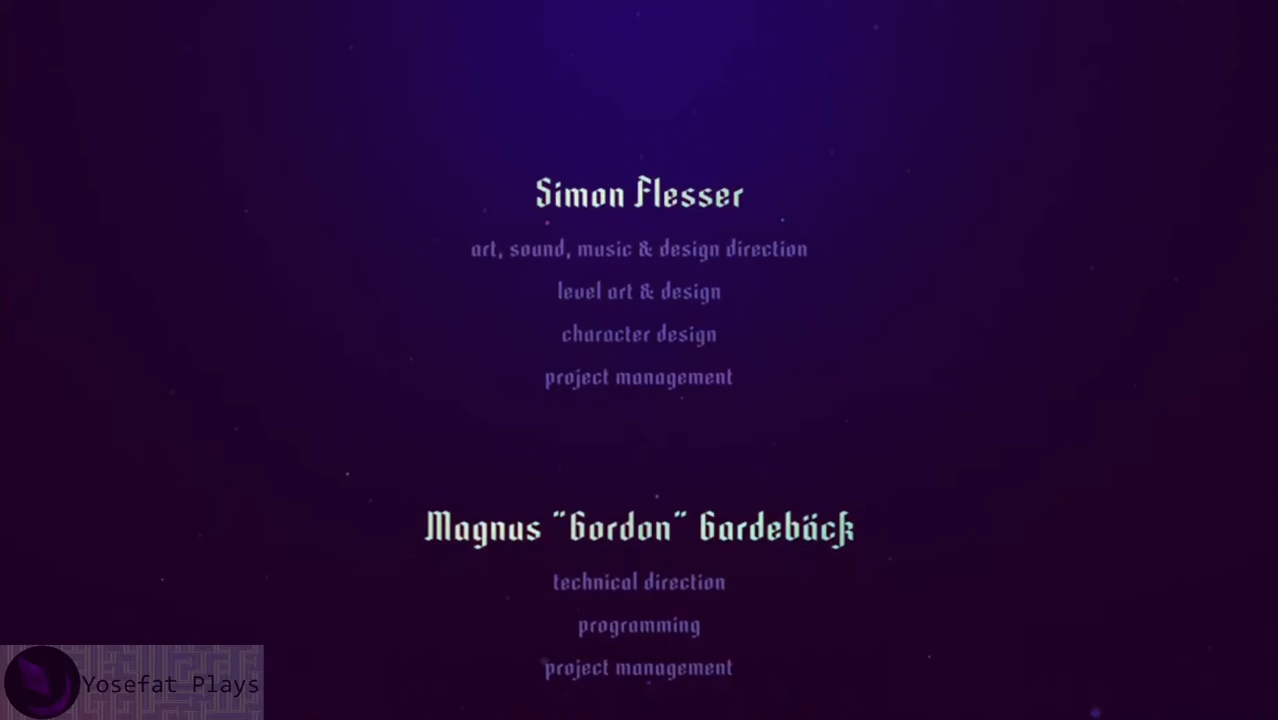 Simon Flesser
art, sound, music & design direction
level art & design
character design
project management
Magnus "Gordon" Gardebäck
technical direction
programming
project management
Yosefat Plays